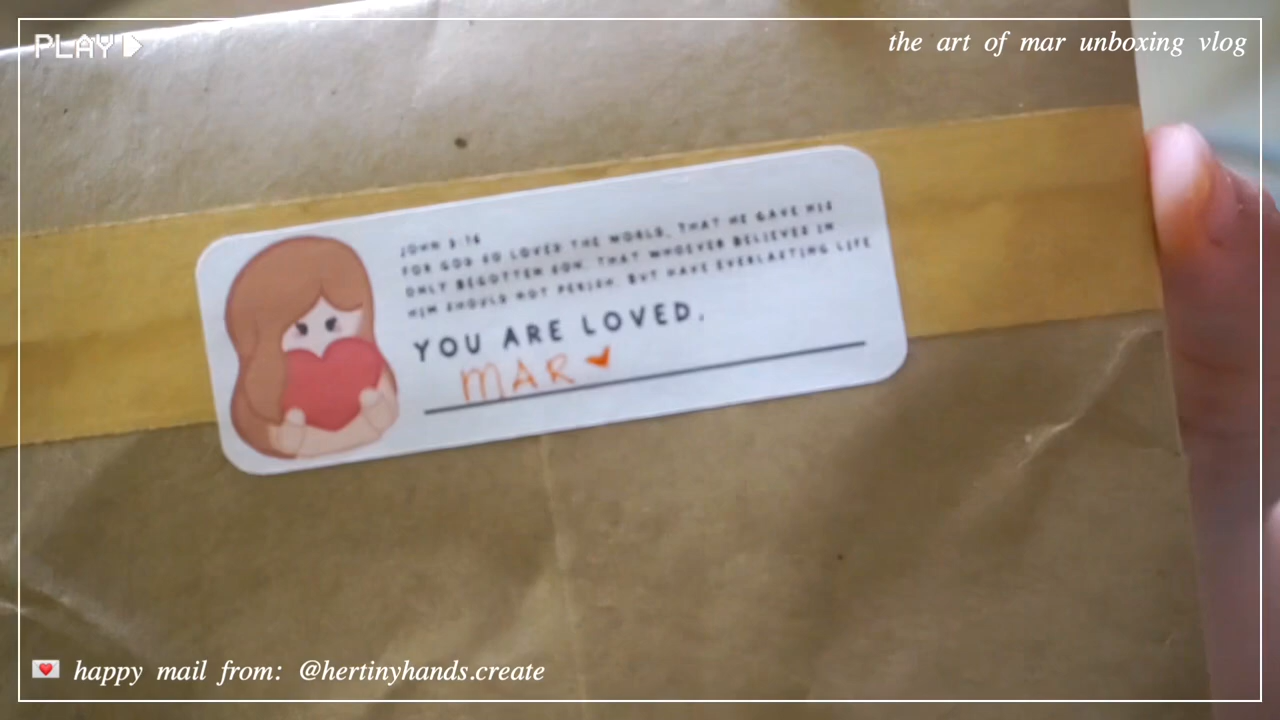 PLAY
the art of mar unboxing vlog
JOHN 3:16
FOR GOD SO LOVED THE WORLD, THAT HE GAVE HIS
ONLY BEGOTTEN SON, THAT WHOEVER BELIEVES IN
HIM SHOULD NOT PERISH, BUT HAVE EVERLASTING LIFE
YOU ARE LOVED,
MAR
happy mail from: @hertinyhands.create